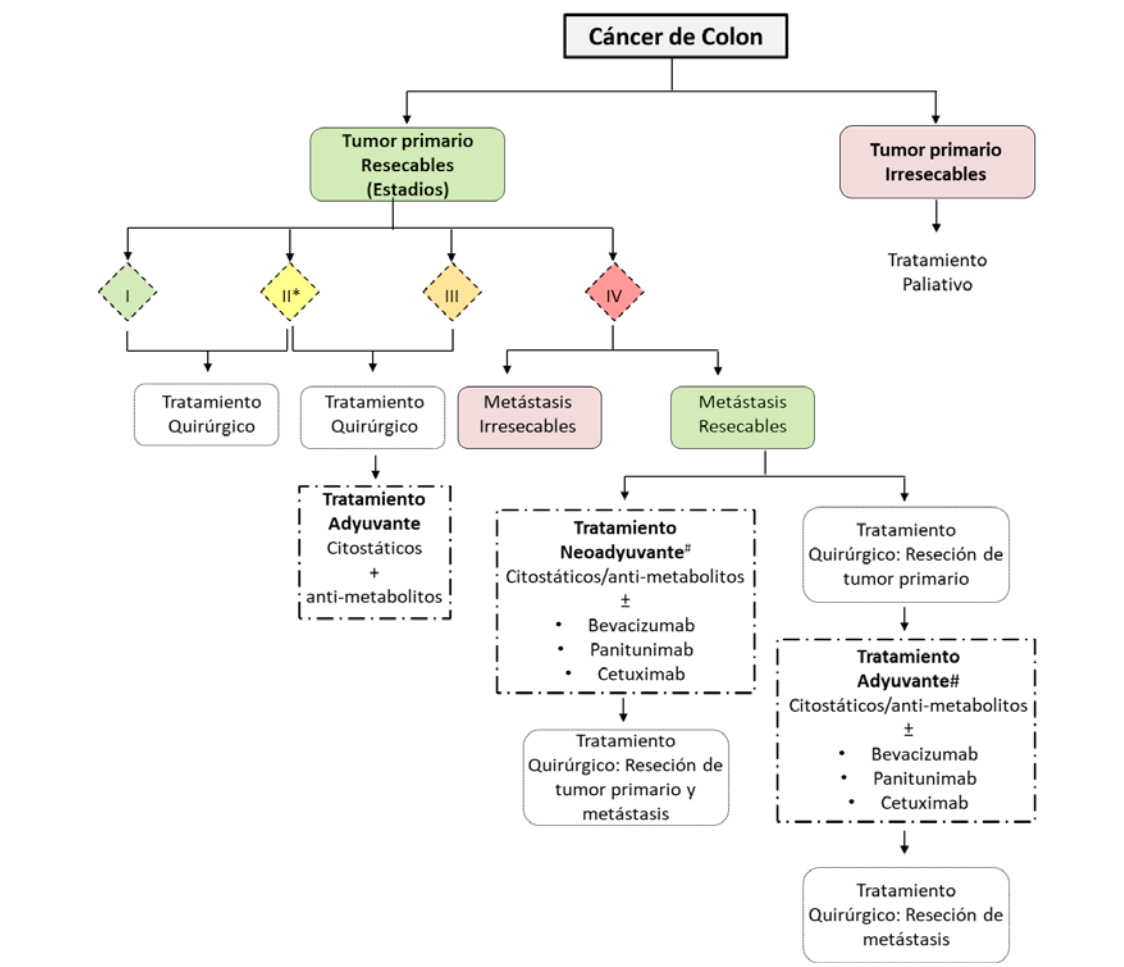 Cáncer de Colon
Tumor primario
Resecables
(Estadios)
Tumor primario
Irresecables
Tratamiento
Paliativo
I
II*
III
IV
Tratamiento
Quirúrgico
Tratamiento
Quirúrgico
Metástasis
Irresecables
Metástasis
Resecables
Tratamiento
Adyuvante
Citostáticos
+
anti-metabolitos
Tratamiento
Neoadyuvante#
Citostáticos/anti-metabolitos
±
• Bevacizumab
• Panitunimab
• Cetuximab
Tratamiento
Quirúrgico: Reseción de
tumor primario y
metástasis
Tratamiento
Quirúrgico: Reseción de
tumor primario
Tratamiento
Adyuvante#
Citostáticos/anti-metabolitos
±
• Bevacizumab
• Panitunimab
• Cetuximab
Tratamiento
Quirúrgico: Reseción de
metástasis